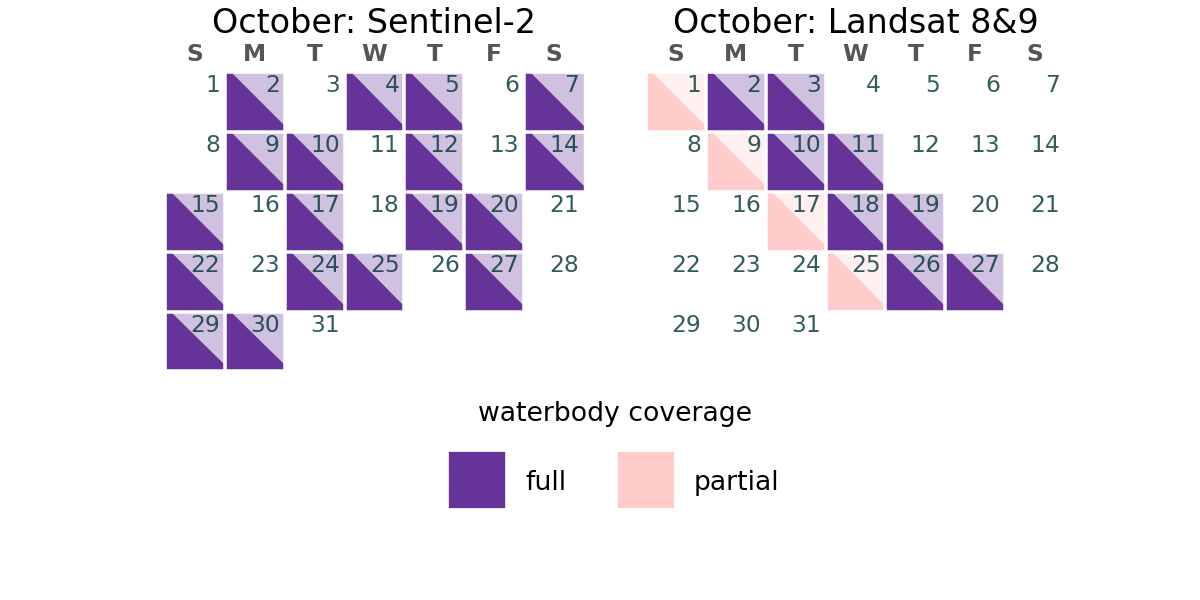 October: Sentinel-2
S M T W T F S
1 2 3 4 5 6 7
8 9 10 11 12 13 14
15 16 17 18 19 20 21
22 23 24 25 26 27 28
29 30 31
October: Landsat 8&9
S M T W T F S
1 2 3 4 5 6 7
8 9 10 11 12 13 14
15 16 17 18 19 20 21
22 23 24 25 26 27 28
29 30 31
waterbody coverage
full partial